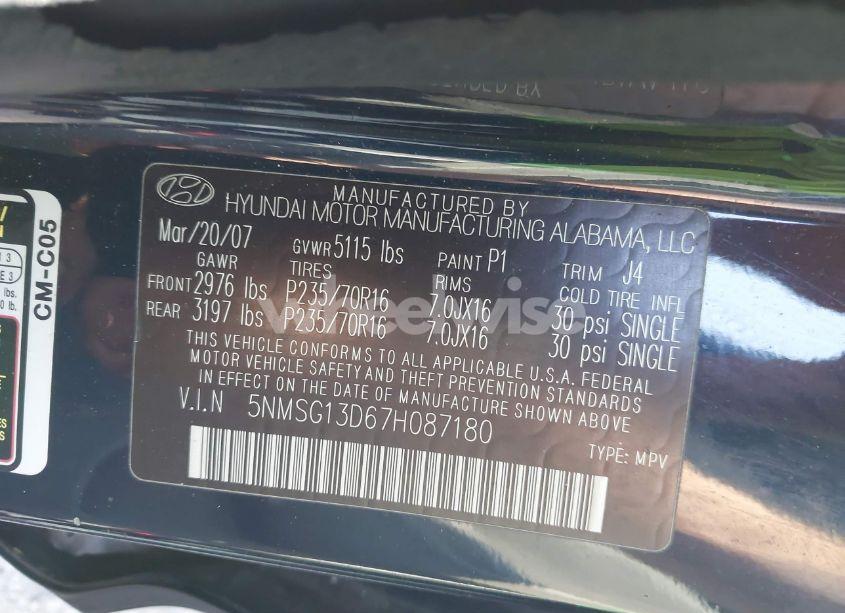 MANUFACTURED BY
HYUNDAI MOTOR MANUFACTURING ALABAMA, LLC
Mar/20/07 GVWR 5115 lbs PAINT P1 TRIM J4
GAWR TIRES RIMS COLD TIRE INFL
FRONT 2976 lbs P235/70R16 7.0JX16 30 psi SINGLE
REAR 3197 lbs P235/70R16 7.0JX16 30 psi SINGLE
THIS VEHICLE CONFORMS TO ALL APPLICABLE U.S.A. FEDERAL
MOTOR VEHICLE SAFETY AND THEFT PREVENTION STANDARDS
IN EFFECT ON THE DATE OF MANUFACTURE SHOWN ABOVE
V.I.N 5NMSG13D67H087180
TYPE: MPV
CM-C05
lbs.